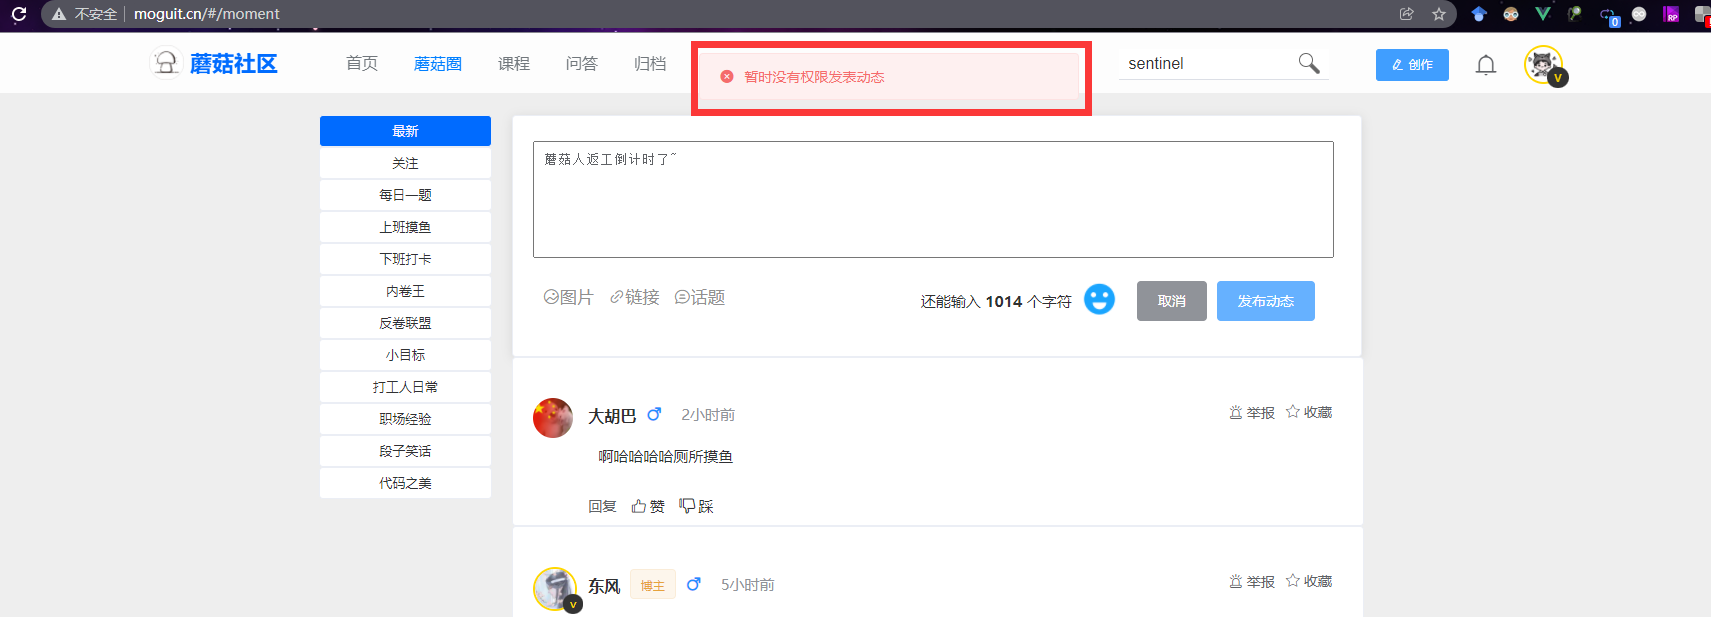 不安全 moguit.cn/#/moment
0
RP
蘑菇社区 首页 蘑菇圈 课程 问答 归档 暂时没有权限发表动态 sentinel 创作
V
最新
关注
每日一题
上班摸鱼
下班打卡
内卷王
反卷联盟
小目标
打工人日常
职场经验
段子笑话
代码之美
蘑菇人返工倒计时了~
图片 链接 话题 还能输入 1014 个字符 取消 发布动态
大胡巴 2小时前 举报 收藏
啊哈哈哈哈厕所摸鱼
回复 赞 踩
东风 博主 5小时前 举报 收藏
V